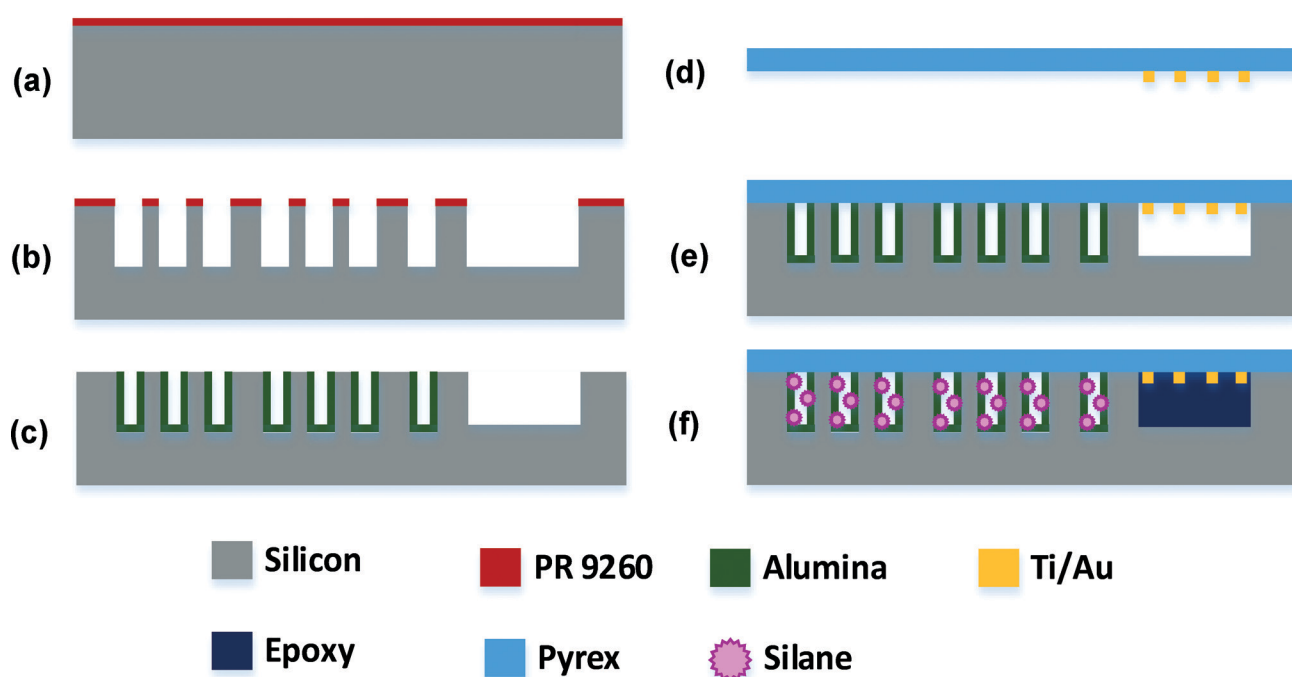 (a)
(d)
(b)
(e)
(c)
(f)
Silicon
PR 9260
Alumina
Ti/Au
Epoxy
Pyrex
Silane